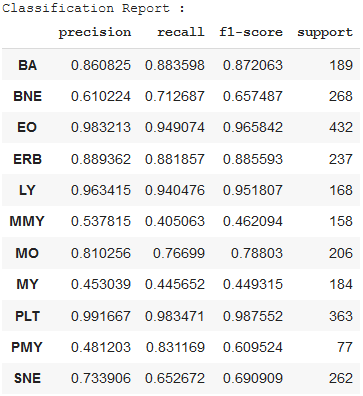 Classification Report :
precision recall f1-score support
BA 0.860825 0.883598 0.872063 189
BNE 0.610224 0.712687 0.657487 268
EO 0.983213 0.949074 0.965842 432
ERB 0.889362 0.881857 0.885593 237
LY 0.963415 0.940476 0.951807 168
MMY 0.537815 0.405063 0.462094 158
MO 0.810256 0.76699 0.78803 206
MY 0.453039 0.445652 0.449315 184
PLT 0.991667 0.983471 0.987552 363
PMY 0.481203 0.831169 0.609524 77
SNE 0.733906 0.652672 0.690909 262